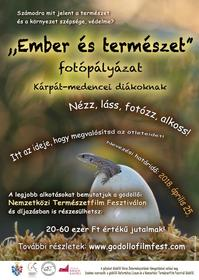 Számodra mit jelent a természet
és a környezet szépsége, védelme?
„Ember és természet”
fotópályázat
Kárpát-medencei diákoknak
Nézz, láss, fotózz, alkoss!
Itt az ideje, hogy megvalósítsd az ötleteidet!
Nevezési határidő: 2018. április 25.
A legjobb alkotásokat bemutatjuk a gödöllői
Nemzetközi Természetfilm Fesztiválon
és díjazásban is részesülhetsz:
20-60 ezer Ft értékű jutalmak!
További részletek: www.godollofilmfest.com